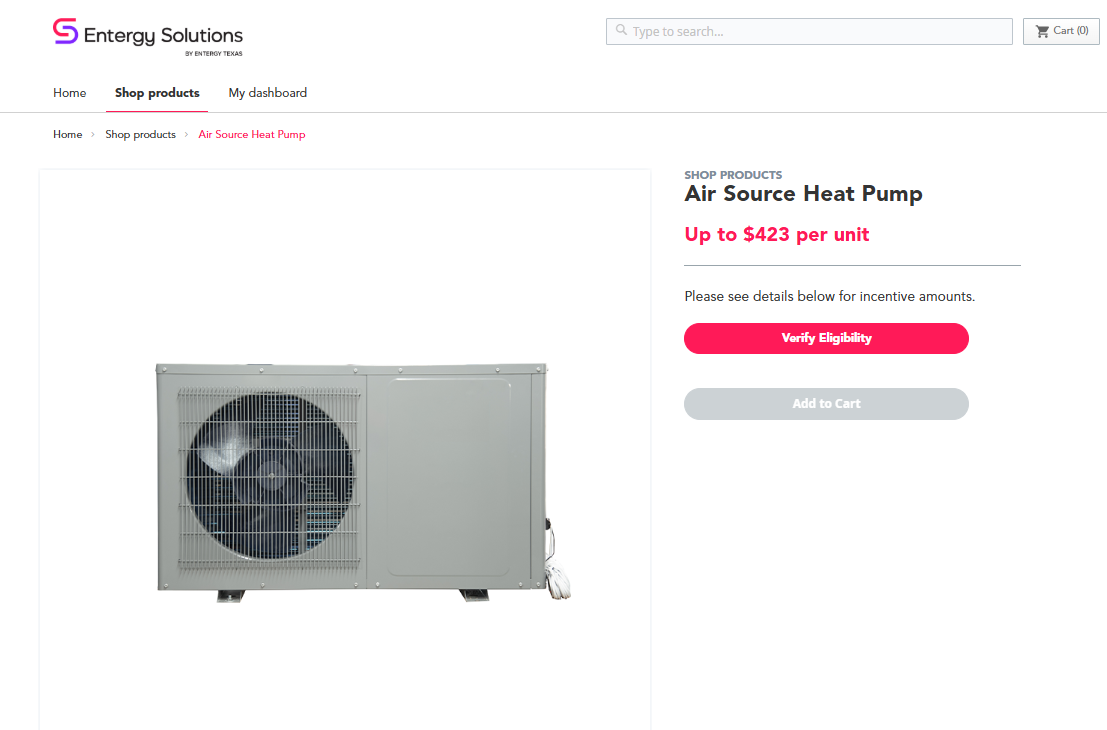 Entergy Solutions
BY ENTERGY TEXAS
Type to search...
Cart (0)
Home
Shop products
My dashboard
Home › Shop products › Air Source Heat Pump
SHOP PRODUCTS
Air Source Heat Pump
Up to $423 per unit
Please see details below for incentive amounts.
Verify Eligibility
Add to Cart